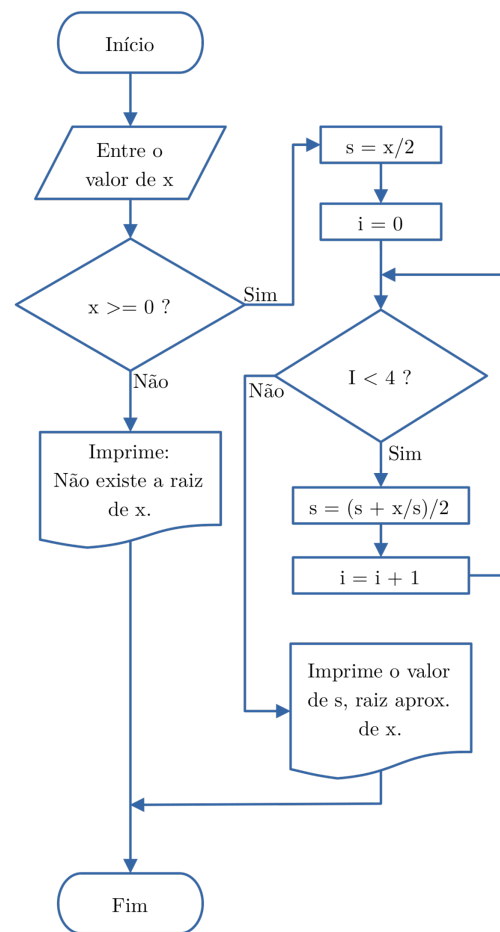 Início
Entre o
valor de x
x >= 0 ?
Sim
Não
Imprime:
Não existe a raiz
de x.
s = x/2
i = 0
I < 4 ?
Não
Sim
s = (s + x/s)/2
i = i + 1
Imprime o valor
de s, raiz aprox.
de x.
Fim